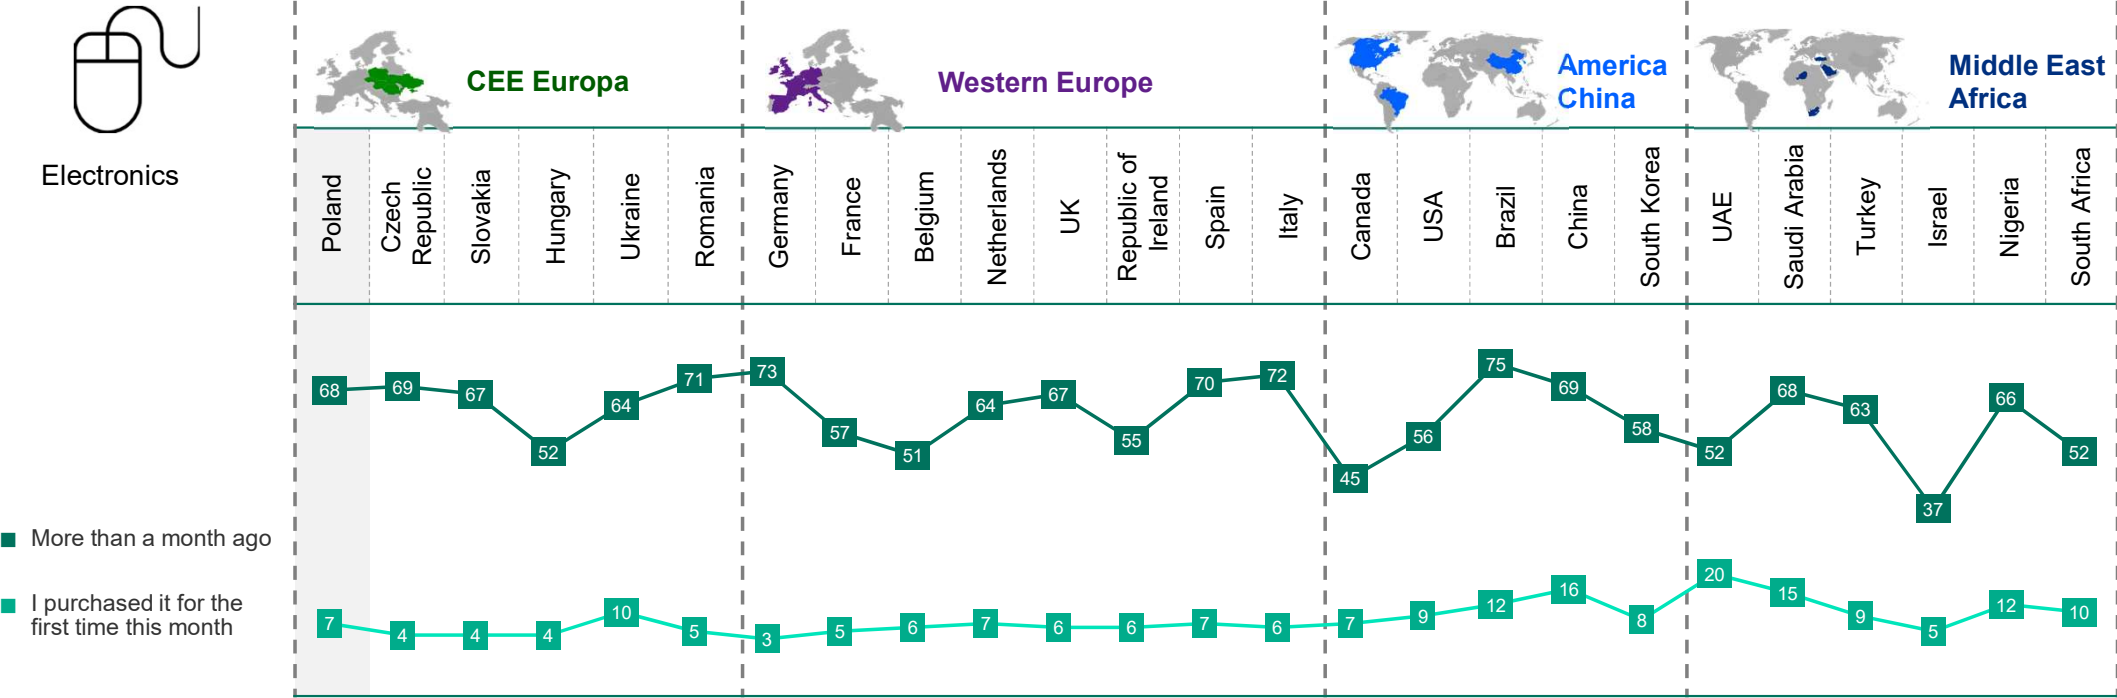 CEE Europa
Western Europe
America
China
Middle East
Africa
Electronics
Poland
Czech
Republic
Slovakia
Hungary
Ukraine
Romania
Germany
France
Belgium
Netherlands
UK
Republic of
Ireland
Spain
Italy
Canada
USA
Brazil
China
South Korea
UAE
Saudi Arabia
Turkey
Israel
Nigeria
South Africa
68 69 67 52 64 71 73 57 51 64 67 55 70 72 45 56 75 69 58 52 68 63 37 66 52
More than a month ago
I purchased it for the
first time this month
7 4 4 4 10 5 3 5 6 7 6 6 7 6 7 9 12 16 8 20 15 9 5 12 10